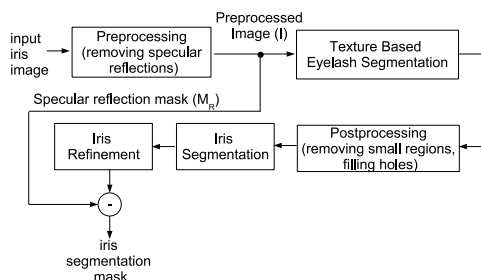 input
iris
image
Preprocessing
(removing specular
reflections)
Preprocessed
Image (I)
Texture Based
Eyelash Segmentation
Specular reflection mask (M_R)
Iris
Refinement
Iris
Segmentation
Postprocessing
(removing small regions,
filling holes)
-
iris
segmentation
mask